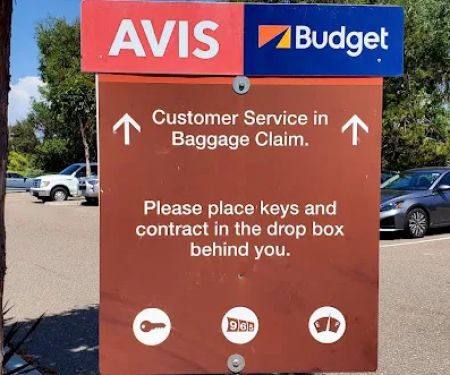 AVIS Budget
Customer Service in
Baggage Claim.
Please place keys and
contract in the drop box
behind you.